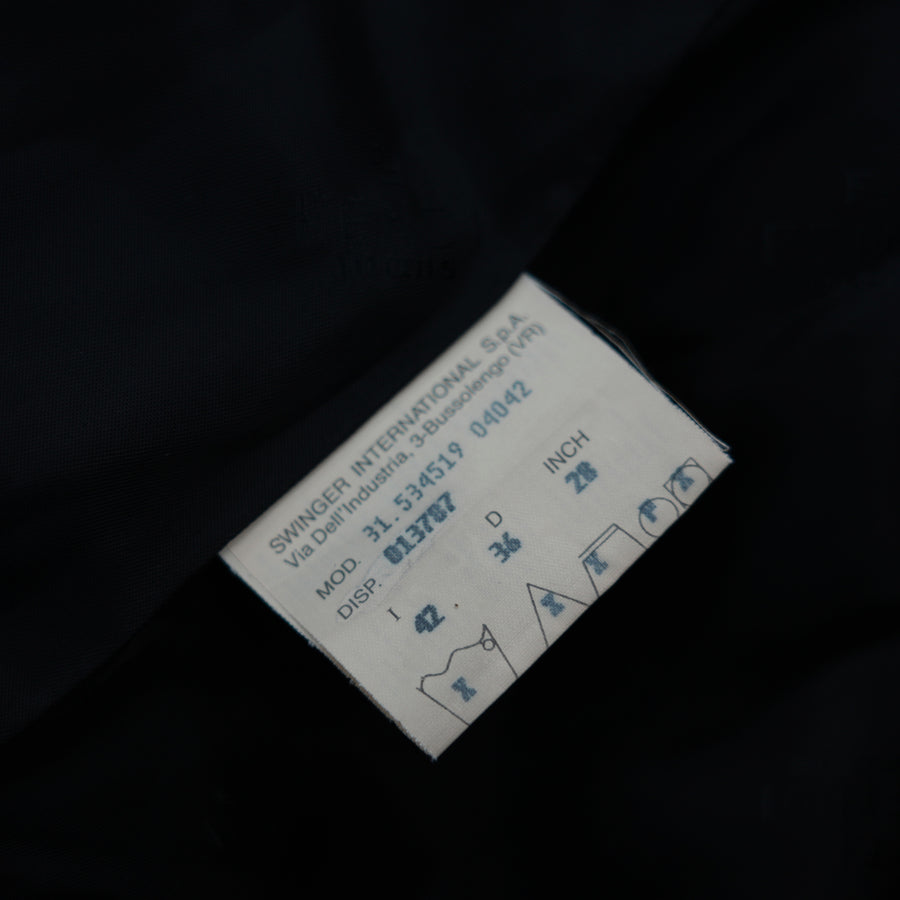 SWINGER INTERNATIONAL S.p.A.
Via Dell'Industria, 3-Bussolengo (VR)
MOD. 31.534519 04042
DISP. 013787
I D INCH
42 36 28
X X X P X